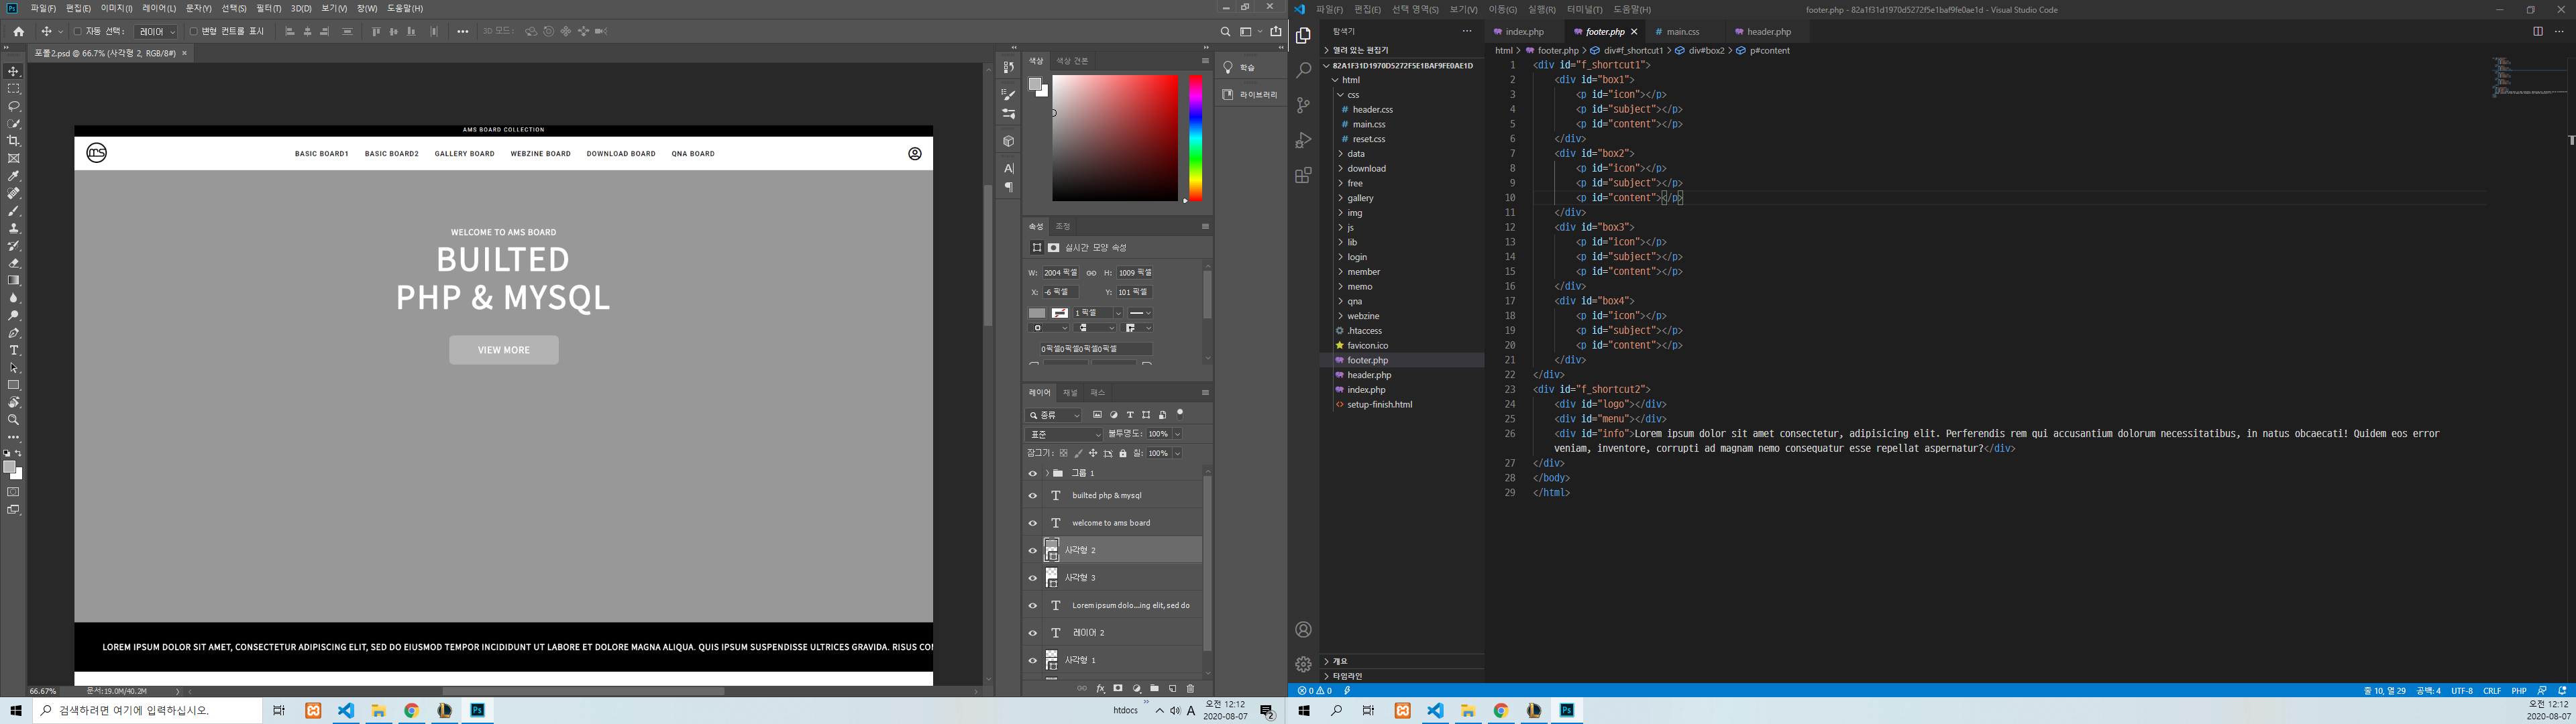 파일(F) 편집(E) 이미지(I) 레이어(L) 문자(Y) 선택(S) 필터(T) 3D(D) 보기(V) 창(W) 도움말(H)
자동 선택: 레이어 변형 컨트롤 표시 3D 모드:
포폴2.psd @ 66.7% (사각형 2, RGB/8#)
AMS BOARD COLLECTION
ms BASIC BOARD1 BASIC BOARD2 GALLERY BOARD WEBZINE BOARD DOWNLOAD BOARD QNA BOARD
WELCOME TO AMS BOARD
BUILTED
PHP & MYSQL
VIEW MORE
LOREM IPSUM DOLOR SIT AMET, CONSECTETUR ADIPISCING ELIT, SED DO EIUSMOD TEMPOR INCIDIDUNT UT LABORE ET DOLORE MAGNA ALIQUA. QUIS IPSUM SUSPENDISSE ULTRICES GRAVIDA. RISUS CON
66.67% 문서:19.0M/40.2M
색상 색상 견본
학습
라이브러리
속성 조정
실시간 모양 속성
W: 2004 픽셀 H: 1009 픽셀
X: -6 픽셀 Y: 101 픽셀
1 픽셀
0픽셀0픽셀0픽셀0픽셀
레이어 채널 패스
종류
표준 불투명도: 100%
잠그기: 칠: 100%
그룹 1
builted php & mysql
welcome to ams board
사각형 2
사각형 3
Lorem ipsum dolo...ing elit, sed do
레이어 2
사각형 1
검색하려면 여기에 입력하십시오.
htdocs A 오전 12:12
2020-08-07 2
파일(F) 편집(E) 선택 영역(S) 보기(V) 이동(G) 실행(R) 터미널(T) 도움말(H) footer.php - 82a1f31d1970d5272f5e1baf9fe0ae1d - Visual Studio Code
탐색기
열려 있는 편집기
82A1F31D1970D5272F5E1BAF9FE0AE1D
html
css
header.css
main.css
reset.css
data
download
free
gallery
img
js
lib
login
member
memo
qna
webzine
.htaccess
favicon.ico
footer.php
header.php
index.php
setup-finish.html
개요
타임라인
index.php footer.php main.css header.php
html > footer.php > div#f_shortcut1 > div#box2 > p#content
1 <div id="f_shortcut1">
2 <div id="box1">
3 <p id="icon"></p>
4 <p id="subject"></p>
5 <p id="content"></p>
6 </div>
7 <div id="box2">
8 <p id="icon"></p>
9 <p id="subject"></p>
10 <p id="content"></p>
11 </div>
12 <div id="box3">
13 <p id="icon"></p>
14 <p id="subject"></p>
15 <p id="content"></p>
16 </div>
17 <div id="box4">
18 <p id="icon"></p>
19 <p id="subject"></p>
20 <p id="content"></p>
21 </div>
22 </div>
23 <div id="f_shortcut2">
24 <div id="logo"></div>
25 <div id="menu"></div>
26 <div id="info">Lorem ipsum dolor sit amet consectetur, adipisicing elit. Perferendis rem qui accusantium dolorum necessitatibus, in natus obcaecati! Quidem eos error
veniam, inventore, corrupti ad magnam nemo consequatur esse repellat aspernatur?</div>
27 </div>
28 </body>
29 </html>
0 0 줄 10, 열 29 공백: 4 UTF-8 CRLF PHP
오전 12:12
2020-08-07